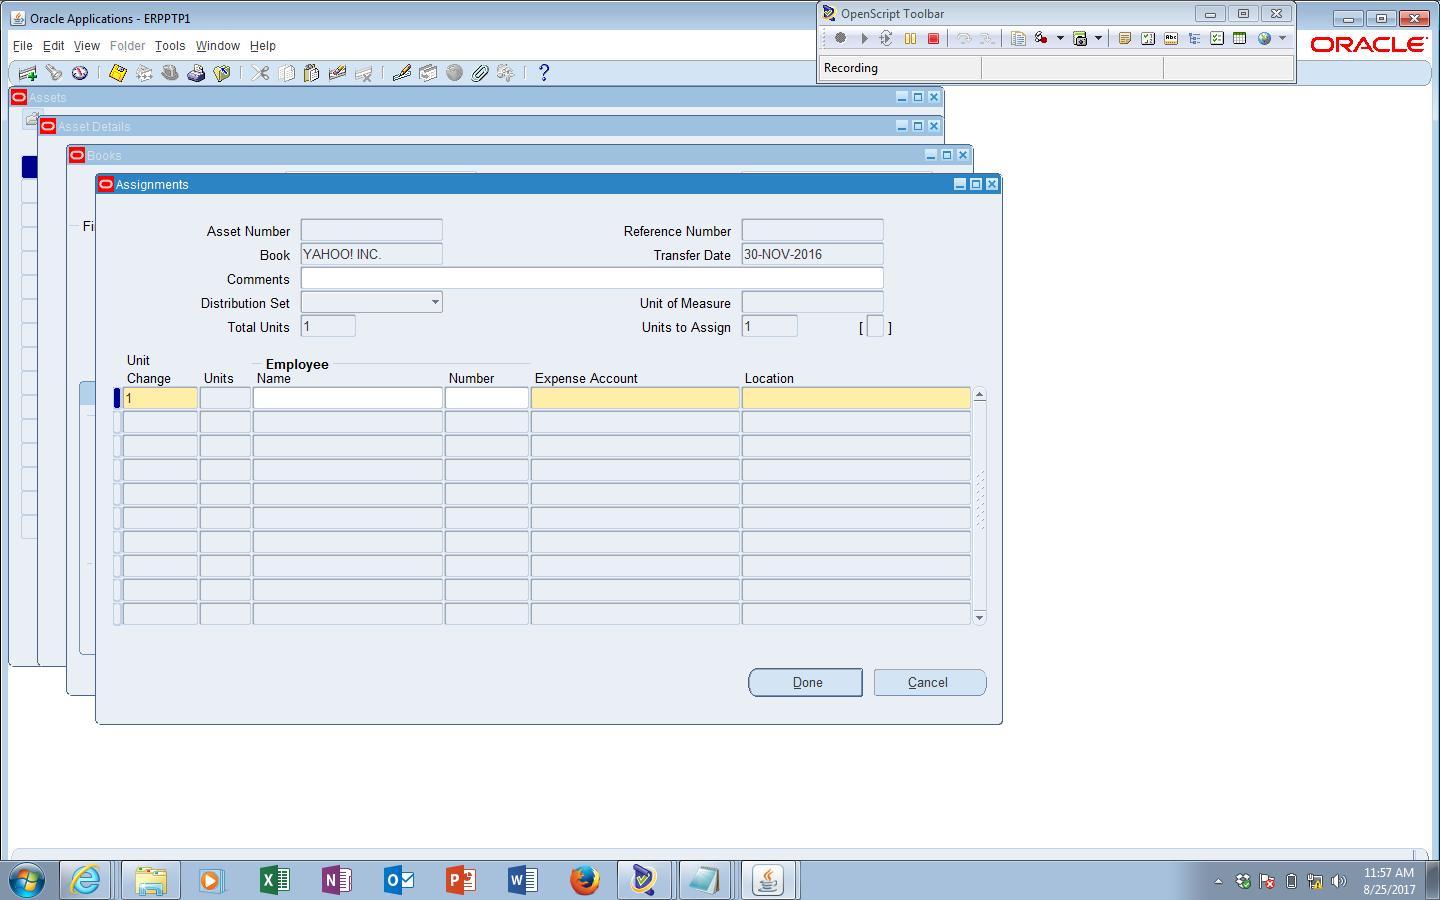 Oracle Applications - ERPPTP1
OpenScript Toolbar
File Edit View Folder Tools Window Help
ORACLE
Recording
Assets
Asset Details
Books
Assignments
Fi
Asset Number
Reference Number
Book YAHOO! INC.
Transfer Date 30-NOV-2016
Comments
Distribution Set
Unit of Measure
Total Units 1
Units to Assign 1 [ ]
Unit
Change
Units
Employee
Name
Number
Expense Account
Location
1
Done
Cancel
11:57 AM
8/25/2017